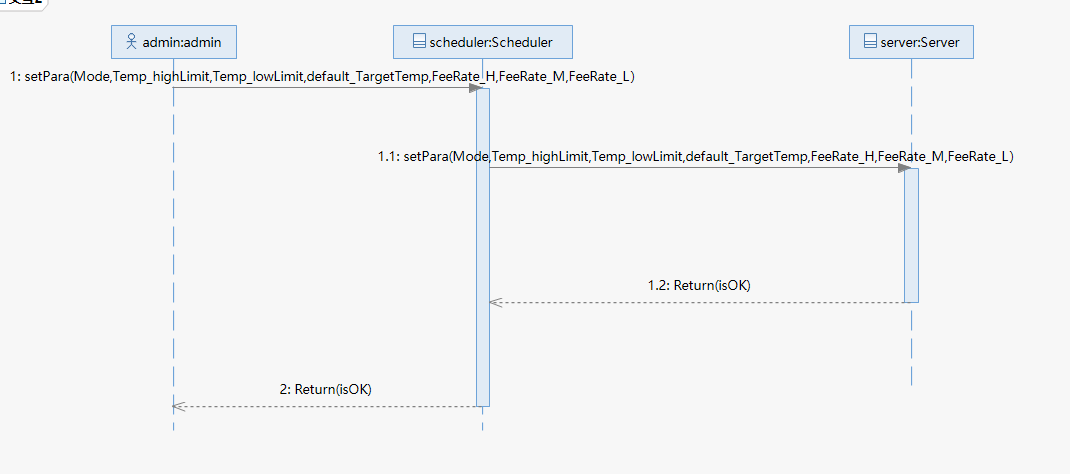 admin:admin
scheduler:Scheduler
server:Server
1: setPara(Mode,Temp_highLimit,Temp_lowLimit,default_TargetTemp,FeeRate_H,FeeRate_M,FeeRate_L)
1.1: setPara(Mode,Temp_highLimit,Temp_lowLimit,default_TargetTemp,FeeRate_H,FeeRate_M,FeeRate_L)
1.2: Return(isOK)
2: Return(isOK)